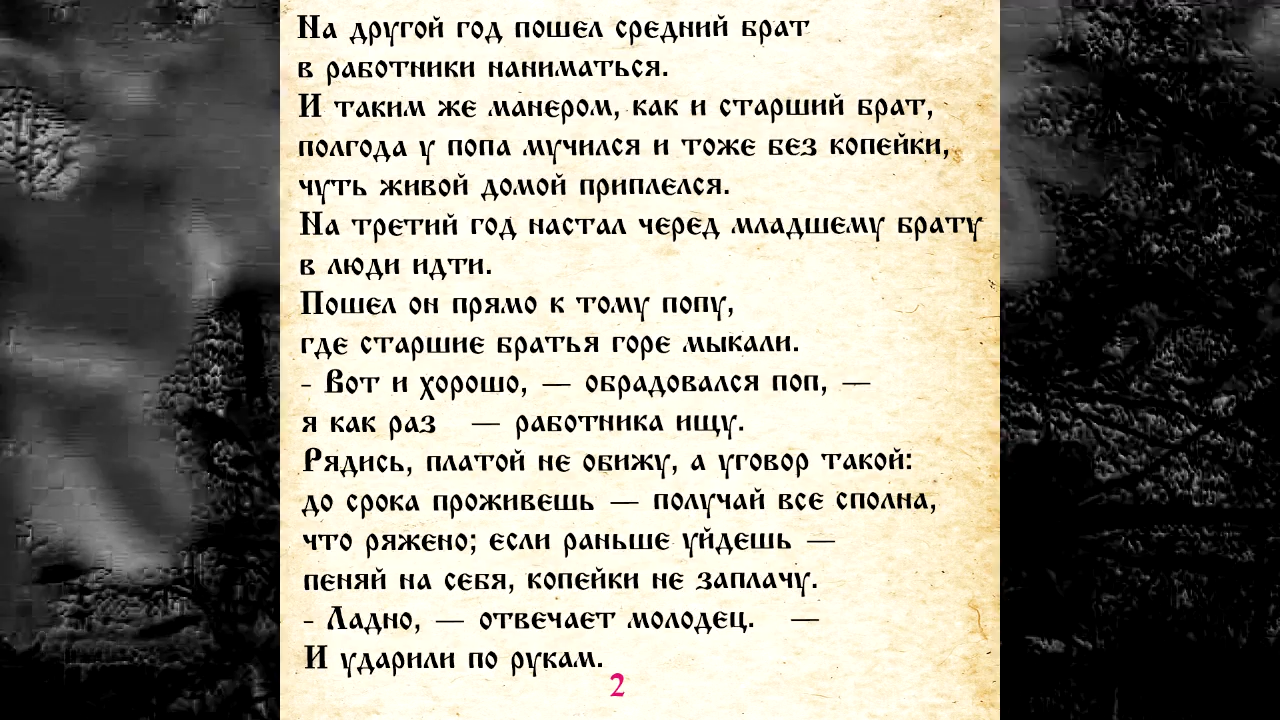 На другой год пошел средний брат
в работники наниматься.
И таким же манером, как и старший брат,
полгода у попа мучился и тоже без копейки,
чуть живой домой приплелся.
На третий год настал черед младшему брату
в люди идти.
Пошел он прямо к тому попу,
где старшие братья горе мыкали.
- Вот и хорошо, — обрадовался поп, —
я как раз — работника ищу.
Рядись, платой не обижу, а уговор такой:
до срока проживешь — получай все сполна,
что ряжено; если раньше уйдешь —
пеняй на себя, копейки не заплачу.
- Ладно, — отвечает молодец. —
И ударили по рукам.
2